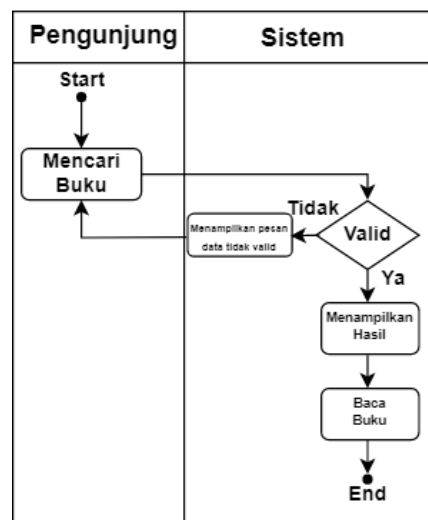 Pengunjung
Sistem
Start
Mencari
Buku
Tidak
Valid
Menampilkan pesan
data tidak valid
Ya
Menampilkan
Hasil
Baca
Buku
End